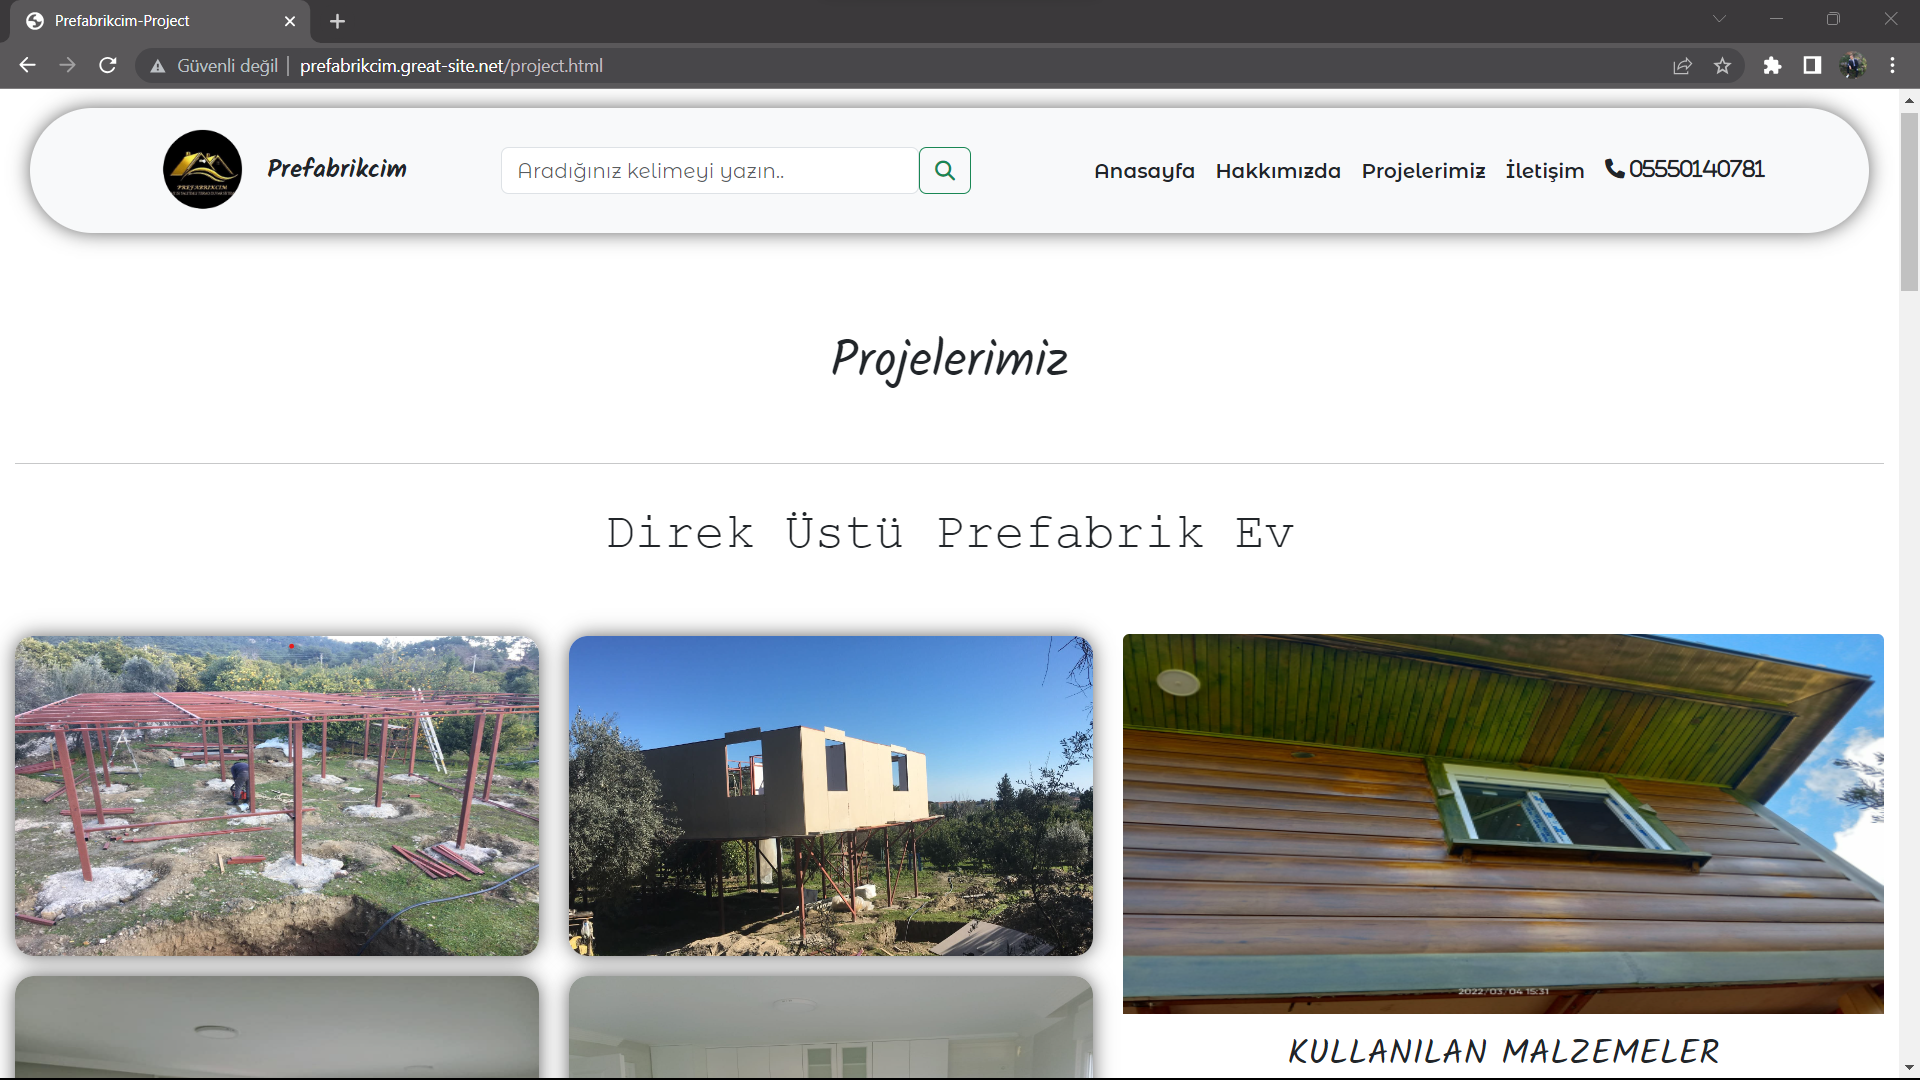 Prefabrikcim-Project
Güvenli değil
prefabrikcim.great-site.net/project.html
PREFABRIKCIM
Prefabrikcim
Aradığınız kelimeyi yazın..
Anasayfa Hakkımızda Projelerimiz İletişim 05550140781
Projelerimiz
Direk Üstü Prefabrik Ev
2022/03/04 15:31
KULLANILAN MALZEMELER